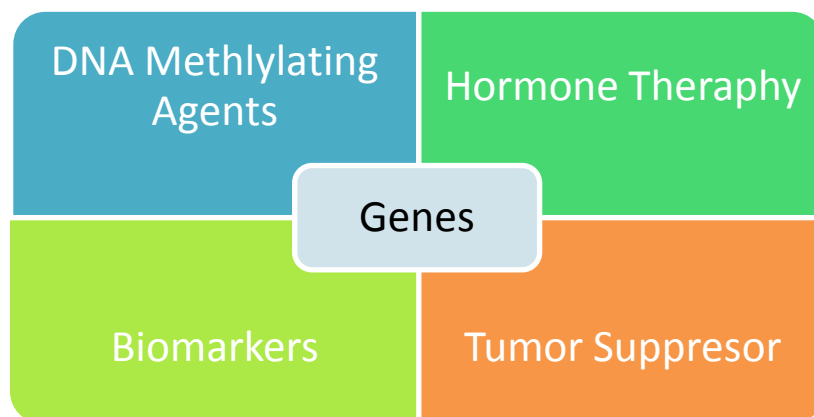 DNA Methlylating
Agents
Hormone Theraphy
Genes
Biomarkers
Tumor Suppresor